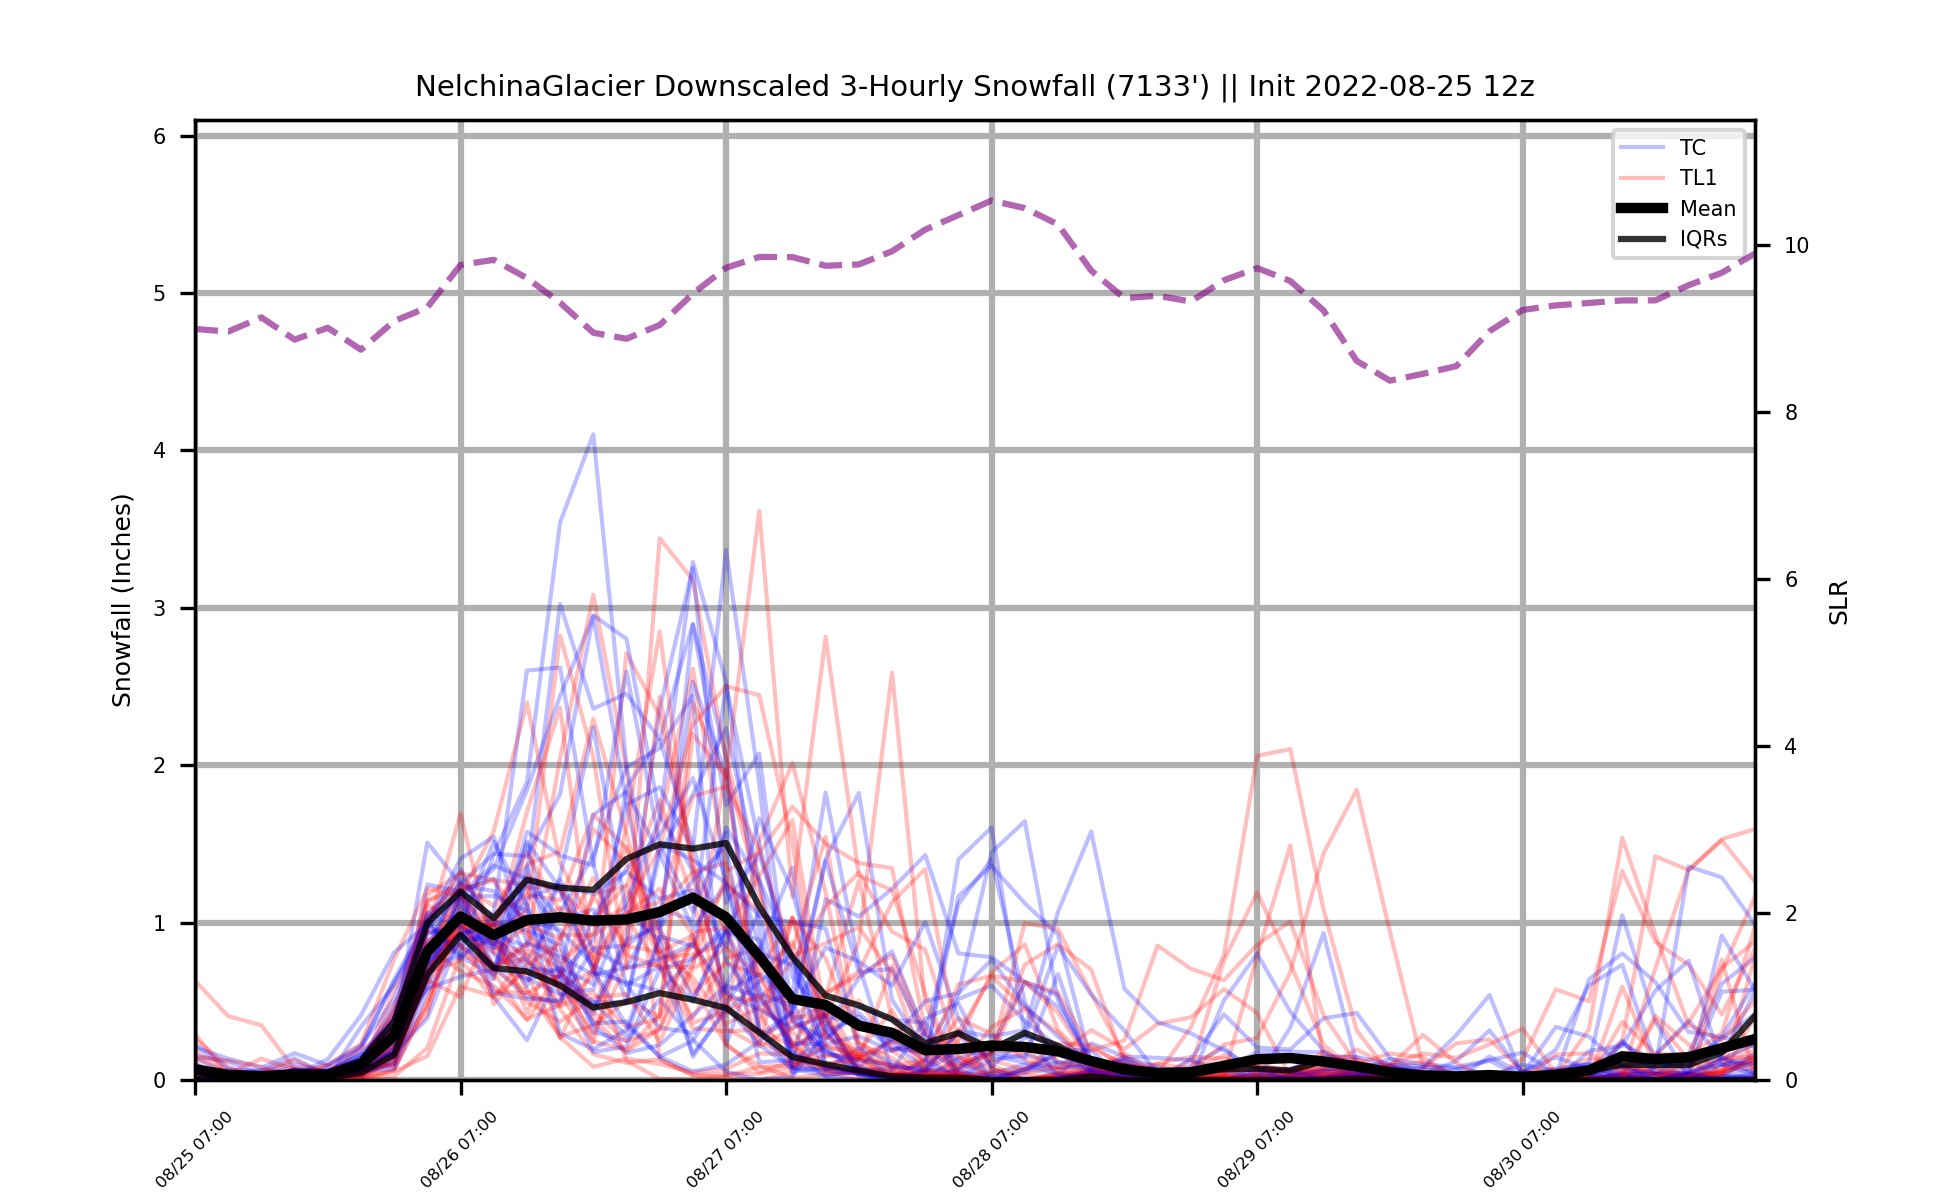 NelchinaGlacier Downscaled 3-Hourly Snowfall (7133') || Init 2022-08-25 12z
TC
TL1
Mean
IQRs
Snowfall (Inches)
6
5
4
3
2
1
0
SLR
10
8
6
4
2
0
08/25 07:00
08/26 07:00
08/27 07:00
08/28 07:00
08/29 07:00
08/30 07:00